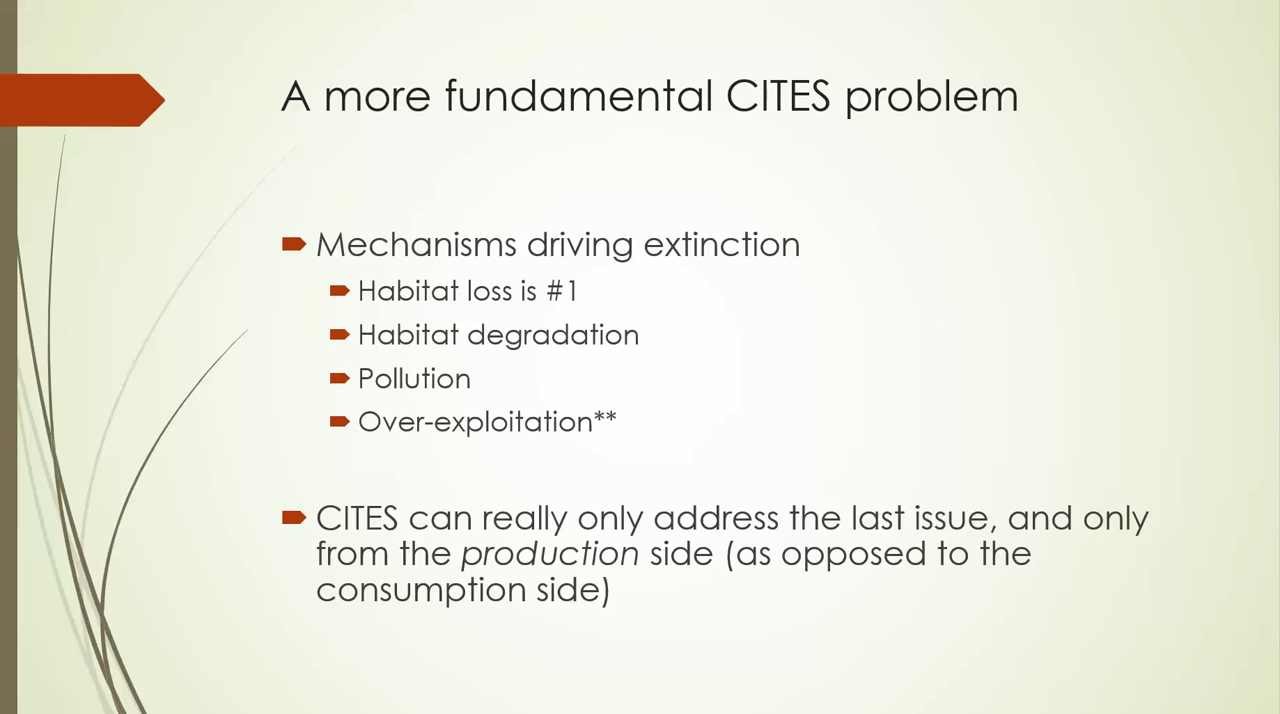 A more fundamental CITES problem
Mechanisms driving extinction
Habitat loss is #1
Habitat degradation
Pollution
Over-exploitation**
CITES can really only address the last issue, and only
from the production side (as opposed to the
consumption side)